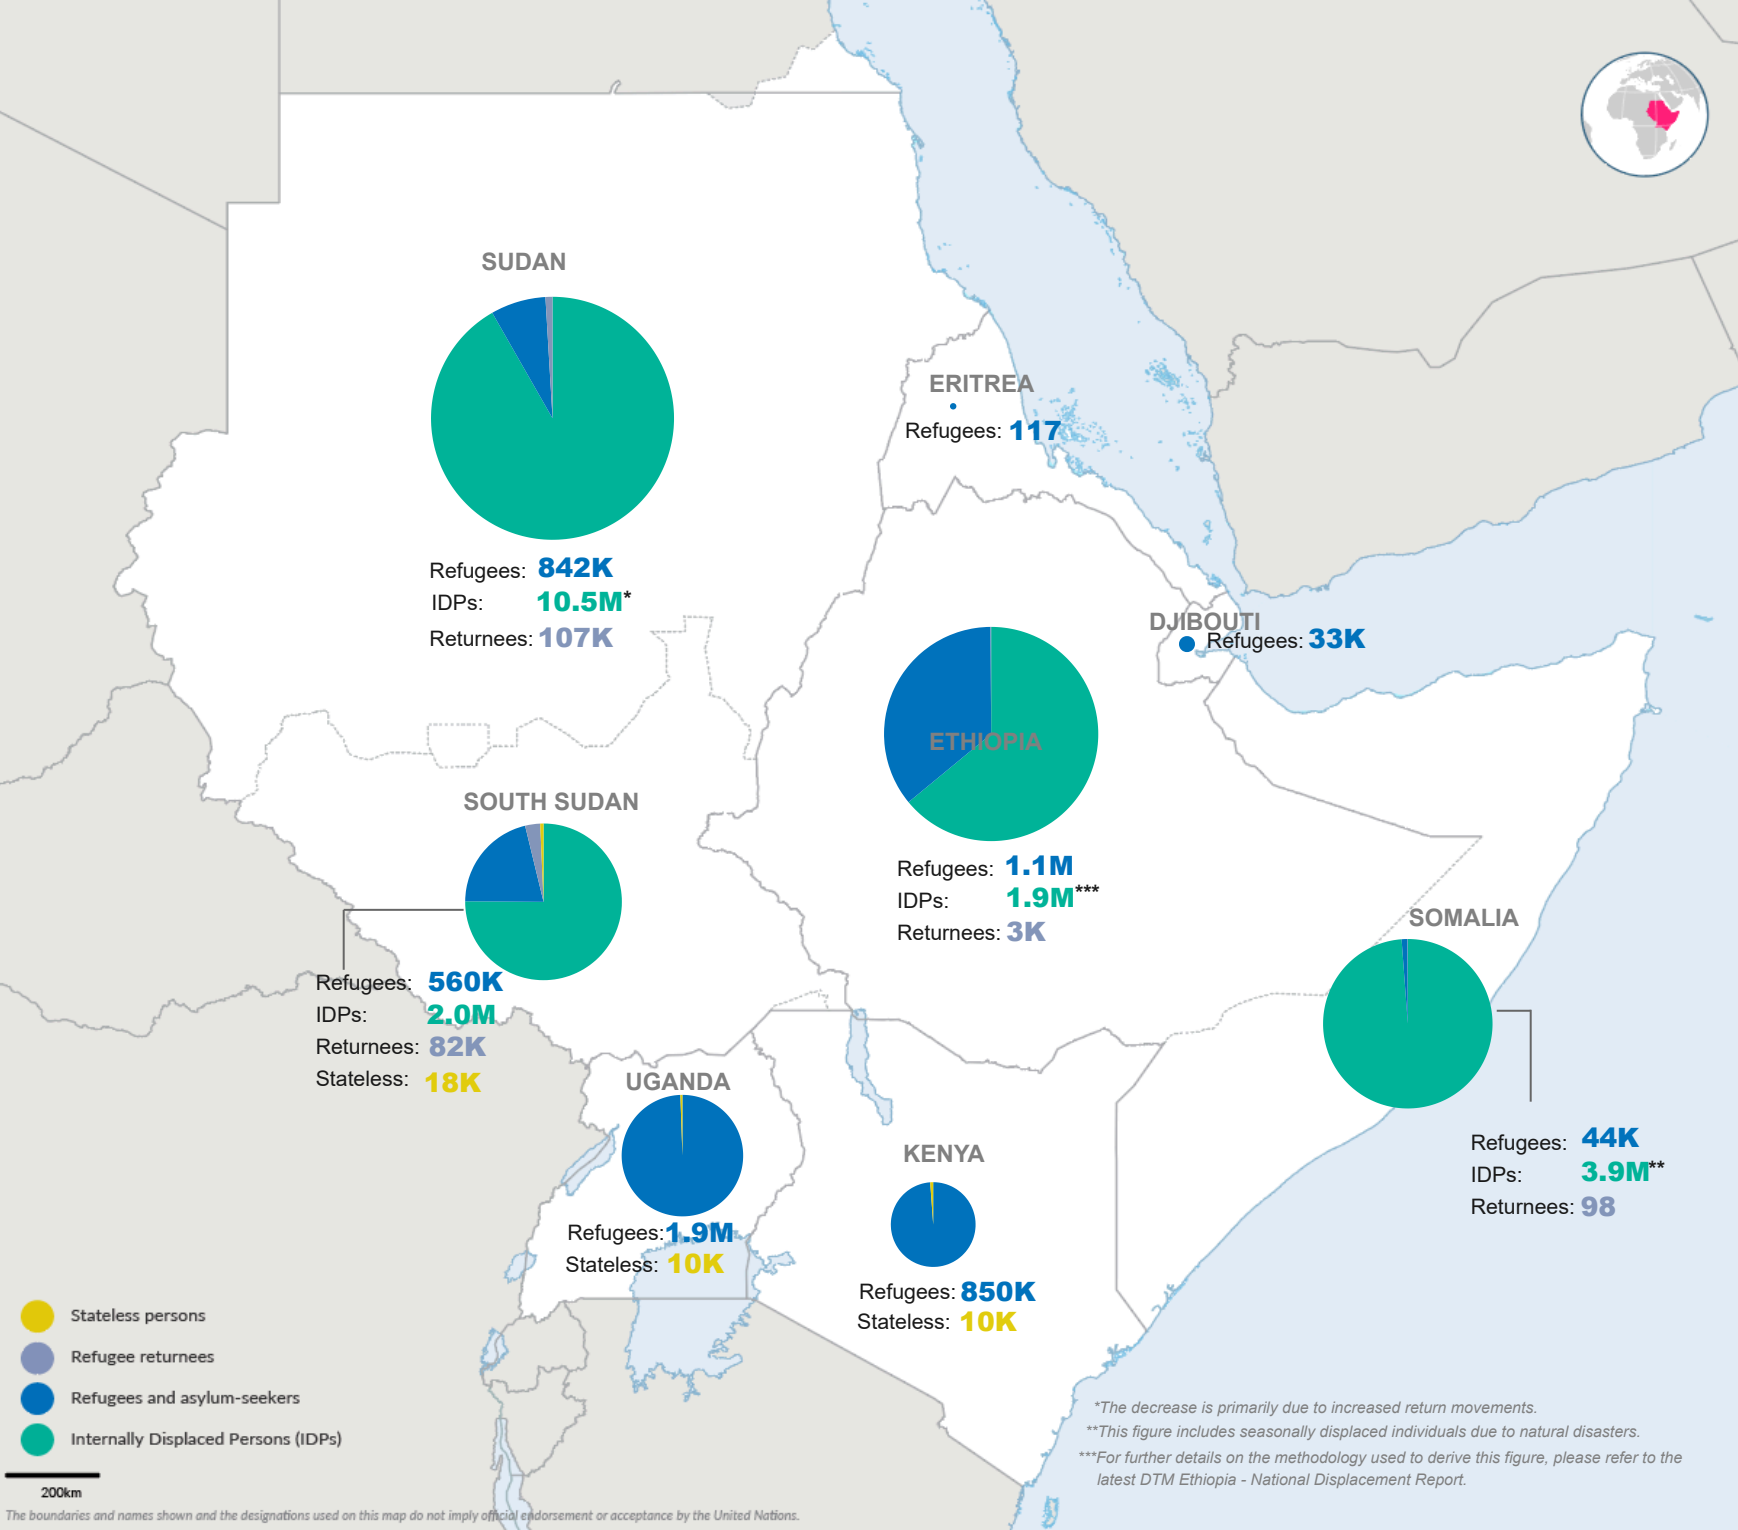 SUDAN
Refugees: 842K
IDPs: 10.5M*
Returnees: 107K
ERITREA
Refugees: 117
DJIBOUTI
Refugees: 33K
ETHIOPIA
Refugees: 1.1M
IDPs: 1.9M***
Returnees: 3K
SOUTH SUDAN
Refugees: 560K
IDPs: 2.0M
Returnees: 82K
Stateless: 18K
SOMALIA
Refugees: 44K
IDPs: 3.9M**
Returnees: 98
UGANDA
Refugees: 1.9M
Stateless: 10K
KENYA
Refugees: 850K
Stateless: 10K
Stateless persons
Refugee returnees
Refugees and asylum-seekers
Internally Displaced Persons (IDPs)
200km
*The decrease is primarily due to increased return movements.
**This figure includes seasonally displaced individuals due to natural disasters.
***For further details on the methodology used to derive this figure, please refer to the
latest DTM Ethiopia - National Displacement Report.
The boundaries and names shown and the designations used on this map do not imply official endorsement or acceptance by the United Nations.